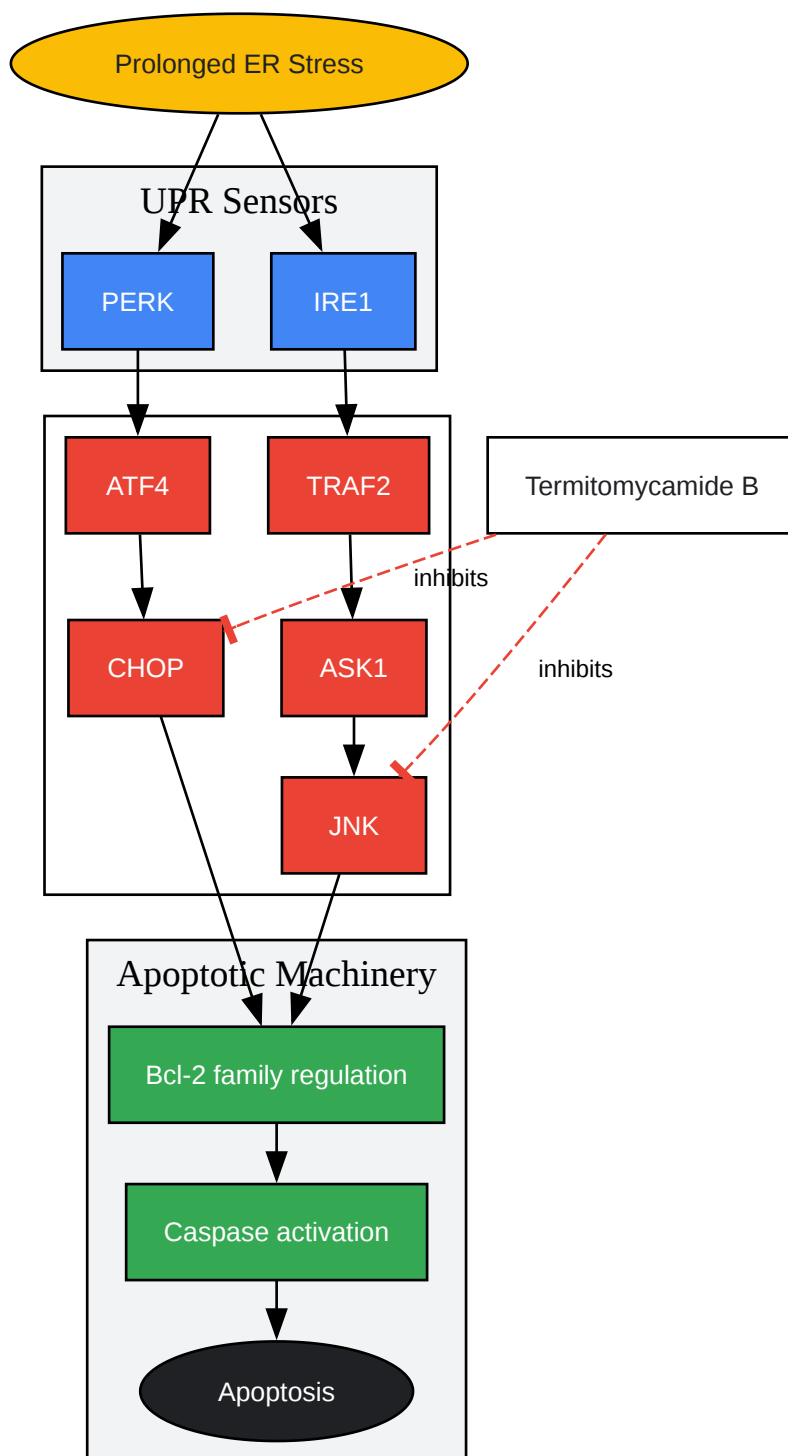 Prolonged ER Stress
UPR Sensors
PERK
IRE1
ATF4
TRAF2
Termitomycamide B
inhibits
CHOP
ASK1
inhibits
JNK
Apoptotic Machinery
Bcl-2 family regulation
Caspase activation
Apoptosis